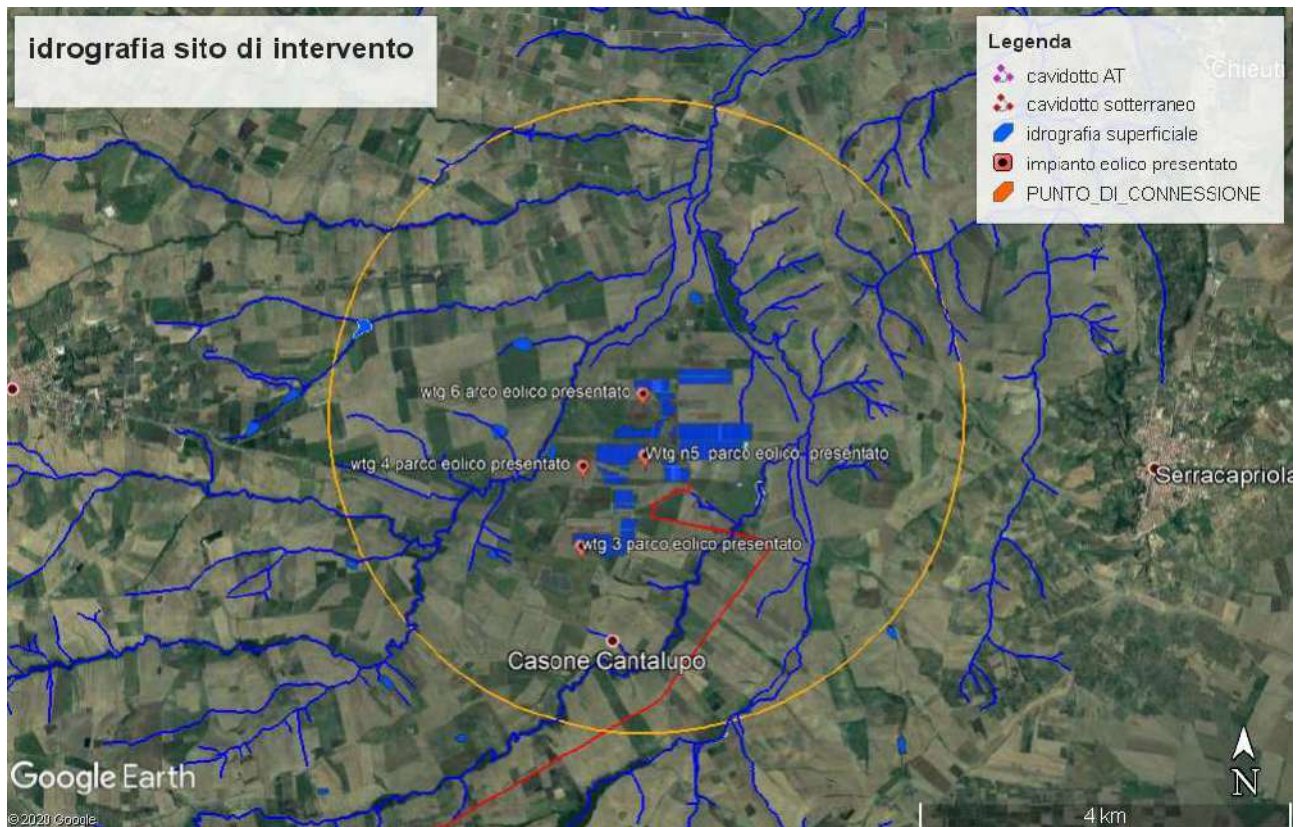 idrografia sito di intervento
Legenda
cavidotto AT
cavidotto sotterraneo
idrografia superficiale
impianto eolico presentato
PUNTO_DI_CONNESSIONE
Chieuti
wtg 6 arco eolico presentato
Wtg n5 parco eolico presentato
wtg 4 parco eolico presentato
Serracapriola
wtg 3 parco eolico presentato
Casone Cantalupo
Google Earth
N
© 2020 Google
4 km